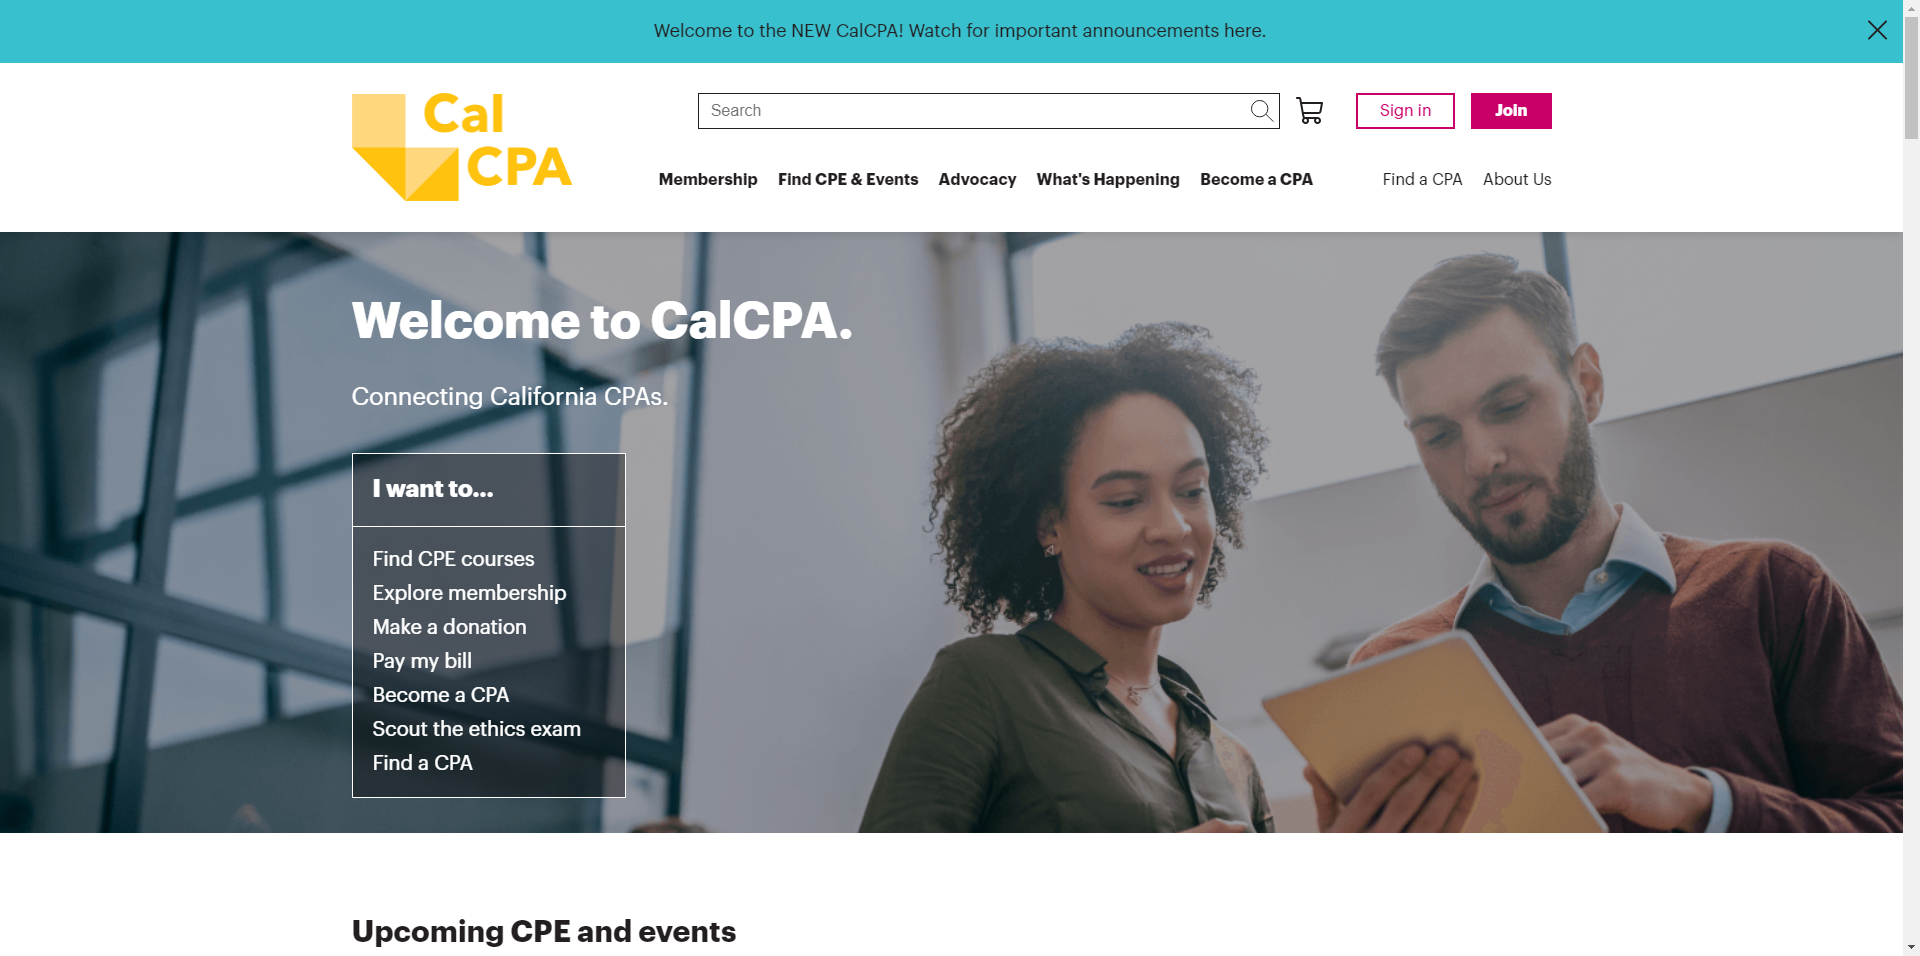 Welcome to the NEW CalCPA! Watch for important announcements here.
Cal
CPA
Search
Sign in
Join
Membership
Find CPE & Events
Advocacy
What's Happening
Become a CPA
Find a CPA
About Us
Welcome to CalCPA.
Connecting California CPAs.
I want to...
Find CPE courses
Explore membership
Make a donation
Pay my bill
Become a CPA
Scout the ethics exam
Find a CPA
Upcoming CPE and events